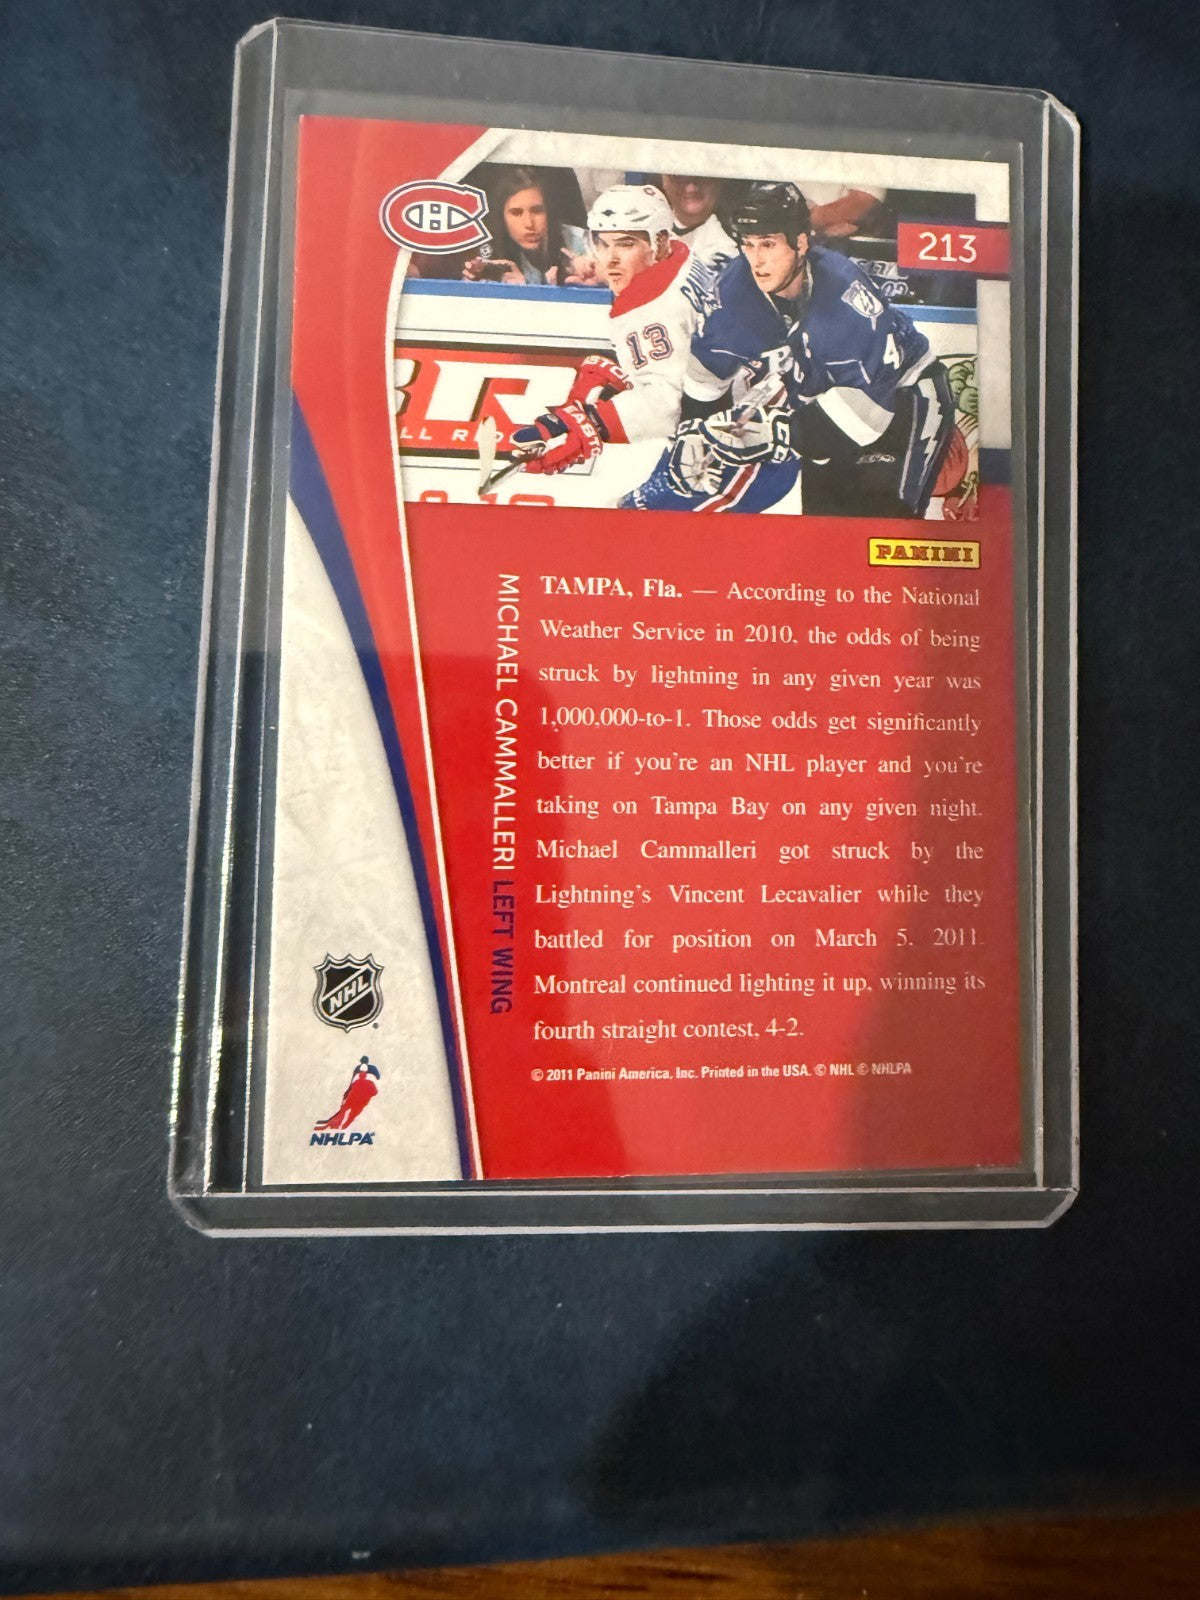 213
13
4
PANINI
TAMPA, Fla. — According to the National
Weather Service in 2010, the odds of being
struck by lightning in any given year was
1,000,000-to-1. Those odds get significantly
better if you're an NHL player and you're
taking on Tampa Bay on any given night.
Michael Cammalleri got struck by the
Lightning's Vincent Lecavalier while they
battled for position on March 5, 2011.
Montreal continued lighting it up, winning its
fourth straight contest, 4-2.
© 2011 Panini America, Inc. Printed in the USA. © NHL © NHLPA
MICHAEL CAMMALLERI LEFT WING
NHL
NHLPA